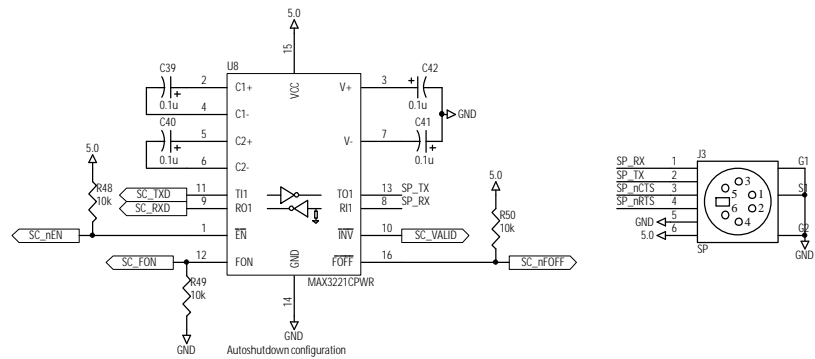 5.0
15
U8
VCC
C39
0.1u
2 C1+
4 C1-
C40
0.1u
5 C2+
6 C2-
V+ 3
C42
0.1u
GND
V- 7
C41
0.1u
5.0
R48
10k
SC_TXD 11 TI1
SC_RXD 9 RO1
TO1 13 SP_TX
RI1 8 SP_RX
SC_nEN 1 EN
INV 10 SC_VALID
5.0
R50
10k
SC_FON 12 FON
GND
FOFF 16 SC_nFOFF
MAX3221CPWR
R49
10k
GND
14
GND
Autoshutdown configuration
J3
SP_RX 1
SP_TX 2
SP_nCTS 3
SP_nRTS 4
GND 5
5.0 6
3
5
1
6
2
4
SP
G1
S1
G2
GND